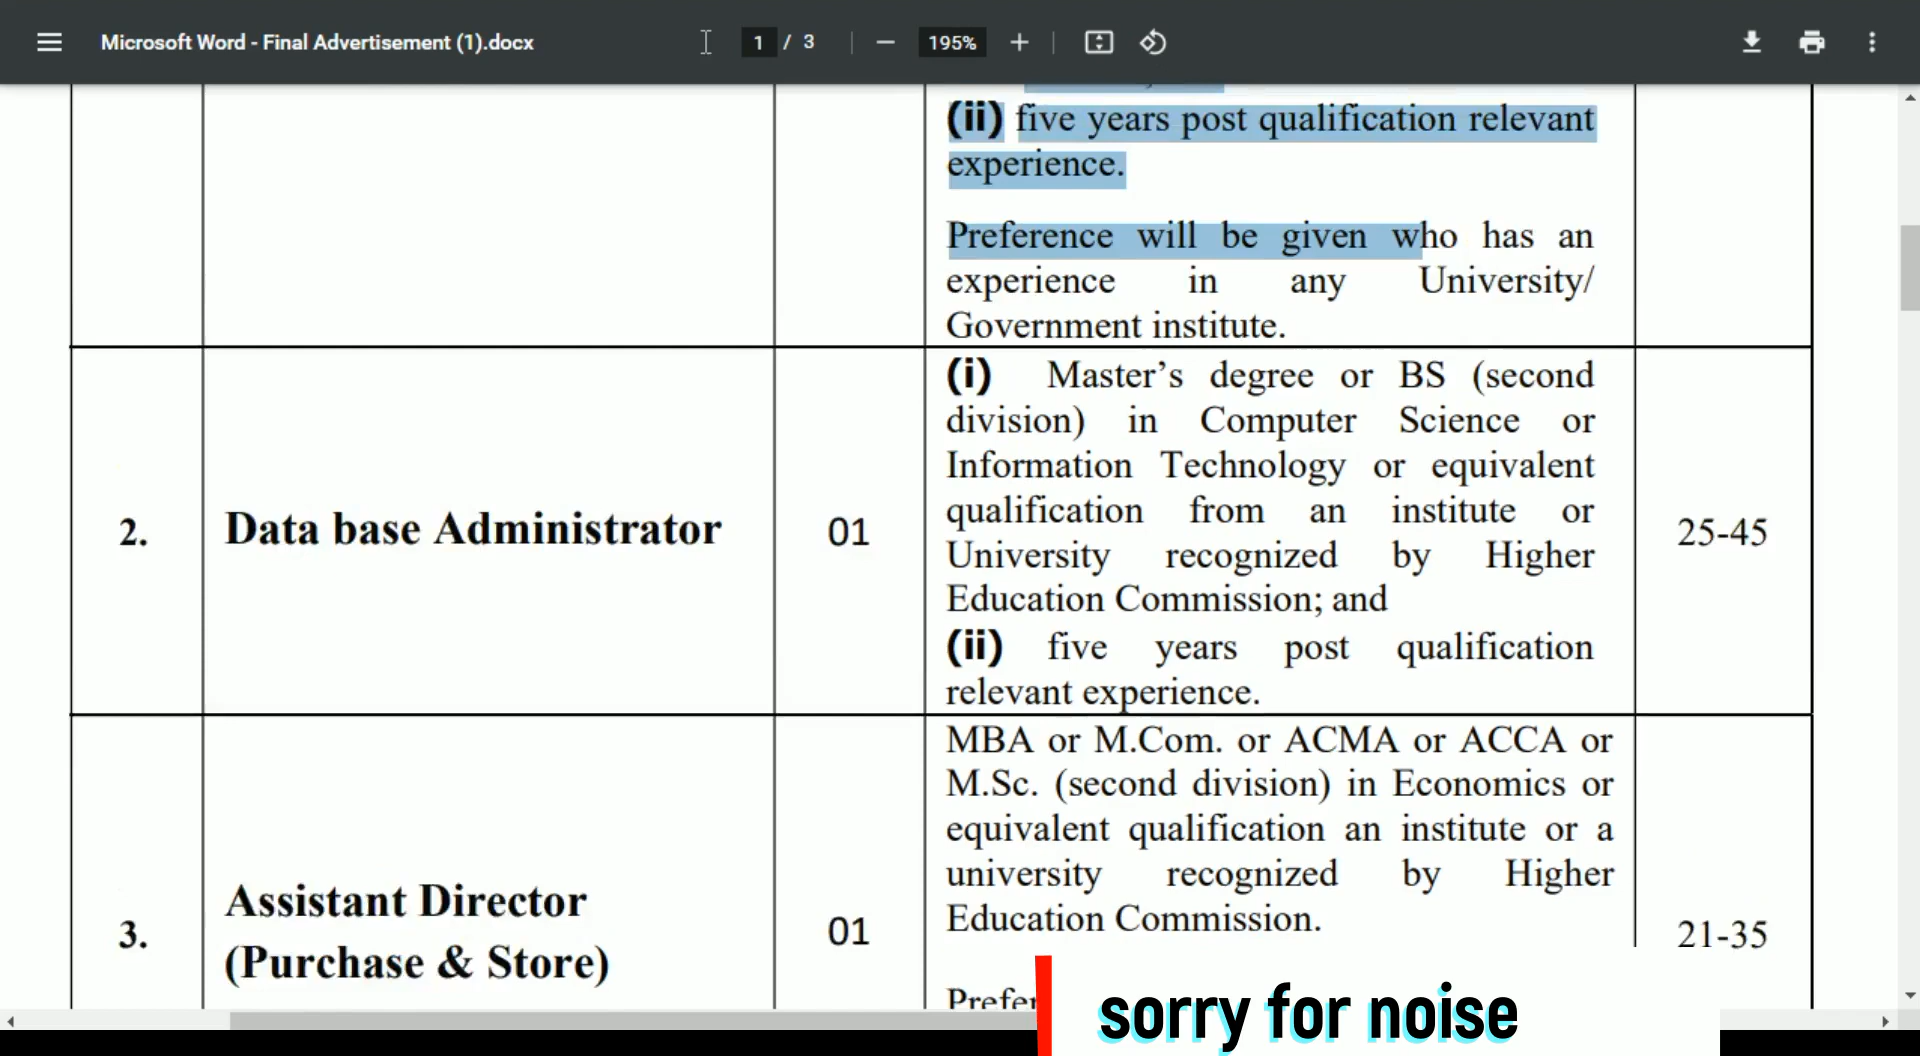 Microsoft Word - Final Advertisement (1).docx
1 / 3
195%
(ii) five years post qualification relevant
experience.
Preference will be given who has an
experience in any University/
Government institute.
2.
Data base Administrator
01
(i) Master's degree or BS (second
division) in Computer Science or
Information Technology or equivalent
qualification from an institute or
University recognized by Higher
Education Commission; and
(ii) five years post qualification
relevant experience.
25-45
3.
Assistant Director
(Purchase & Store)
01
MBA or M.Com. or ACMA or ACCA or
M.Sc. (second division) in Economics or
equivalent qualification an institute or a
university recognized by Higher
Education Commission.
21-35
sorry for noise